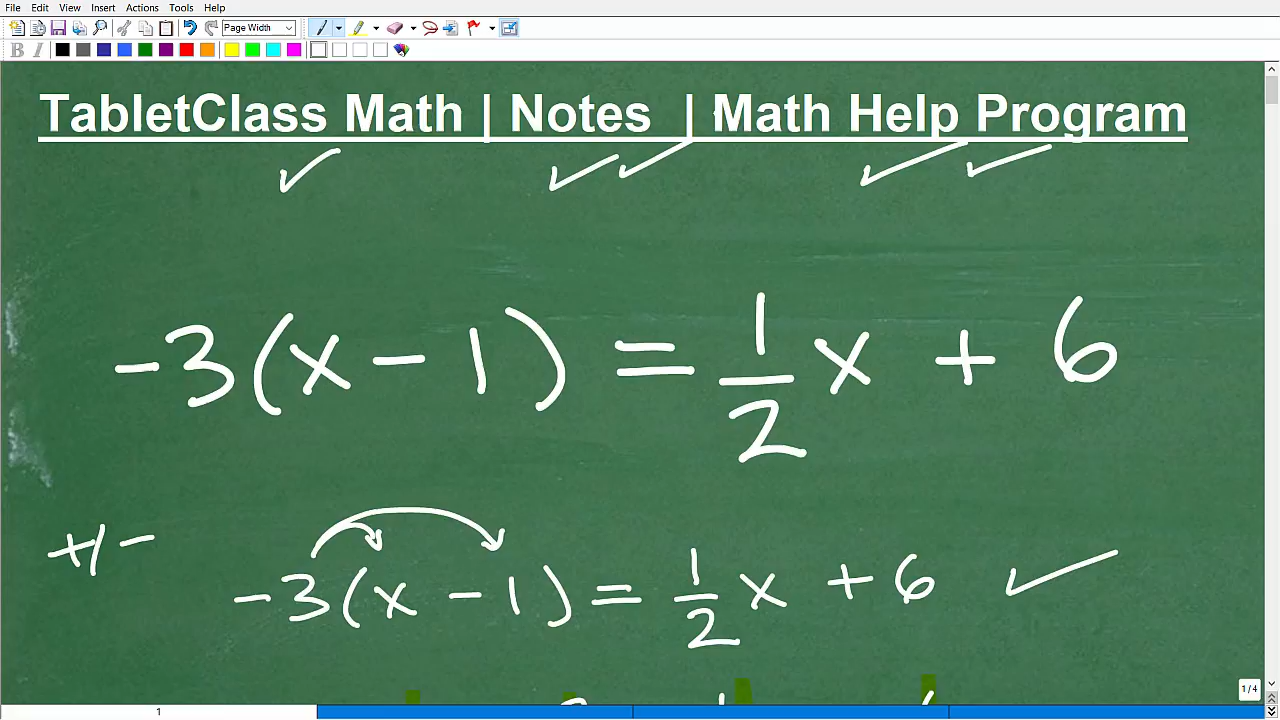 File Edit View Insert Actions Tools Help
Page Width
B I
TabletClass Math | Notes | Math Help Program
-3(x - 1) = 1/2 x + 6
+/-
-3(x - 1) = 1/2 x + 6
1/4
1